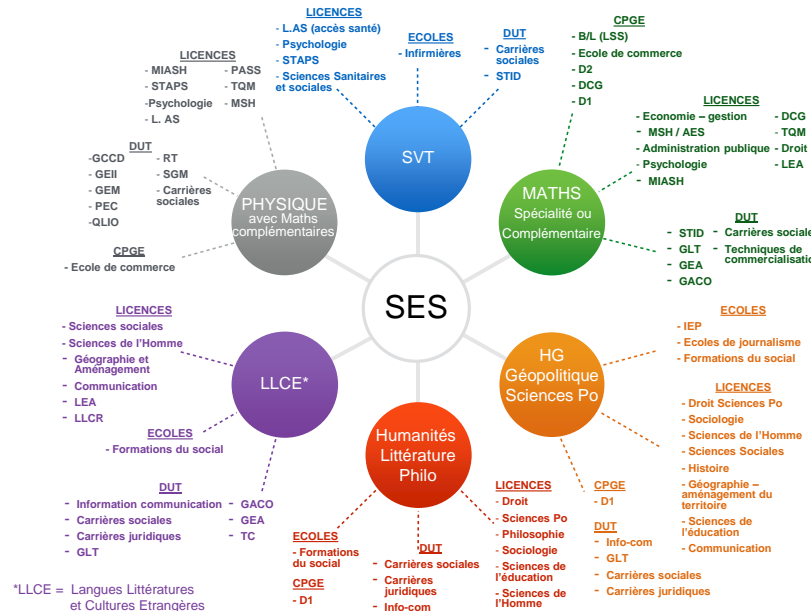 LICENCES
- L.AS (accès santé)
- Psychologie
- STAPS
- Sciences Sanitaires
et sociales
ECOLES
- Infirmières
DUT
- Carrières
sociales
- STID
SVT
CPGE
- B/L (LSS)
- Ecole de commerce
- D2
- DCG
- D1
LICENCES
- Economie – gestion
- MSH / AES
- Administration publique
- Psychologie
- MIASH
- DCG
- TQM
- Droit
- LEA
DUT
- STID
- GLT
- GEA
- GACO
- Carrières sociale
- Techniques de
commercialisatio
MATHS
Spécialité ou
Complémentaire
LICENCES
- MIASH
- STAPS
-Psychologie
- L. AS
- PASS
- TQM
- MSH
DUT
-GCCD
- GEII
- GEM
- PEC
-QLIO
- RT
- SGM
- Carrières
sociales
CPGE
- Ecole de commerce
PHYSIQUE
avec Maths
complémentaires
SES
LICENCES
- Sciences sociales
- Sciences de l'Homme
- Géographie et
Aménagement
- Communication
- LEA
- LLCR
ECOLES
- Formations du social
DUT
- Information communication
- Carrières sociales
- Carrières juridiques
- GLT
- GACO
- GEA
- TC
LLCE*
ECOLES
- IEP
- Ecoles de journalisme
- Formations du social
LICENCES
- Droit Sciences Po
- Sociologie
- Sciences de l'Homme
- Sciences Sociales
- Histoire
- Géographie –
aménagement du
territoire
- Sciences de
l'éducation
- Communication
CPGE
- D1
DUT
- Info-com
- GLT
- Carrières sociales
- Carrières juridiques
HG
Géopolitique
Sciences Po
Humanités
Littérature
Philo
ECOLES
- Formations
du social
CPGE
- D1
DUT
- Carrières sociales
- Carrières
juridiques
- Info-com
LICENCES
- Droit
- Sciences Po
- Philosophie
- Sociologie
- Sciences de
l'éducation
- Sciences de
l'Homme
*LLCE = Langues Littératures
et Cultures Etrangères